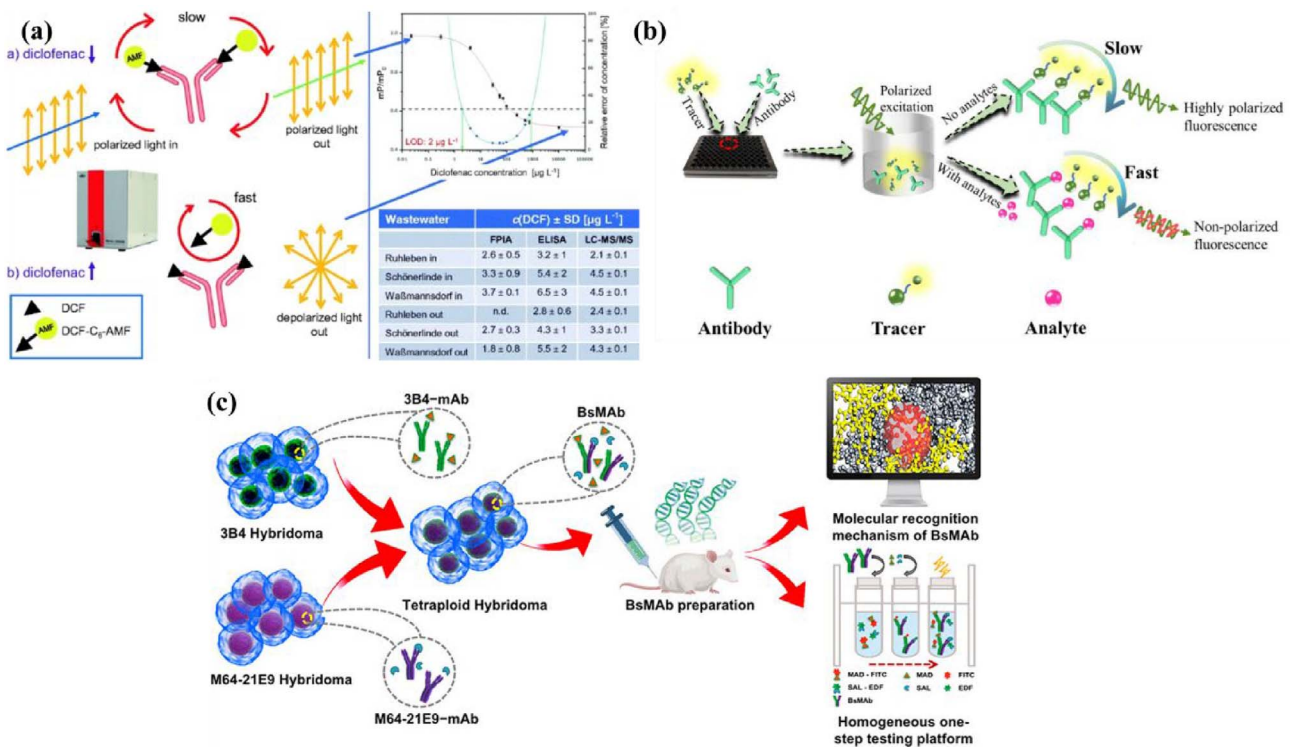 (a)
slow
a) diclofenac
AMF
AMF
polarized light in
polarized light out
mP/mP₀
Relative error of concentration [%]
LOD: 2 µg L⁻¹
Diclofenac concentration [µg L⁻¹]
fast
AMF
b) diclofenac
DCF
AMF
DCF-C₆-AMF
depolarized light out
Wastewater c(DCF) ± SD [µg L⁻¹]
FPIA ELISA LC-MS/MS
Ruhleben in 2.6 ± 0.5 3.2 ± 1 2.1 ± 0.1
Schönerlinde in 3.3 ± 0.9 5.4 ± 2 4.5 ± 0.1
Waßmannsdorf in 3.7 ± 0.1 6.5 ± 3 4.5 ± 0.1
Ruhleben out n.d. 2.8 ± 0.6 2.4 ± 0.1
Schönerlinde out 2.7 ± 0.3 4.3 ± 1 3.3 ± 0.1
Waßmannsdorf out 1.8 ± 0.8 5.5 ± 2 4.3 ± 0.1
(b)
Tracer
Antibody
Polarized
excitation
No analytes
With analytes
Slow
Highly polarized
fluorescence
Fast
Non-polarized
fluorescence
Antibody
Tracer
Analyte
(c)
3B4-mAb
BsMAb
3B4 Hybridoma
Tetraploid Hybridoma
BsMAb preparation
M64-21E9 Hybridoma
M64-21E9-mAb
Molecular recognition
mechanism of BsMAb
MAD - FITC MAD FITC
SAL - EDF SAL EDF
BsMAb
Homogeneous one-
step testing platform